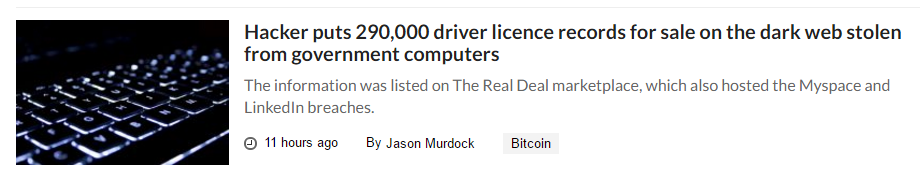 Hacker puts 290,000 driver licence records for sale on the dark web stolen
from government computers
The information was listed on The Real Deal marketplace, which also hosted the Myspace and
LinkedIn breaches.
11 hours ago By Jason Murdock Bitcoin